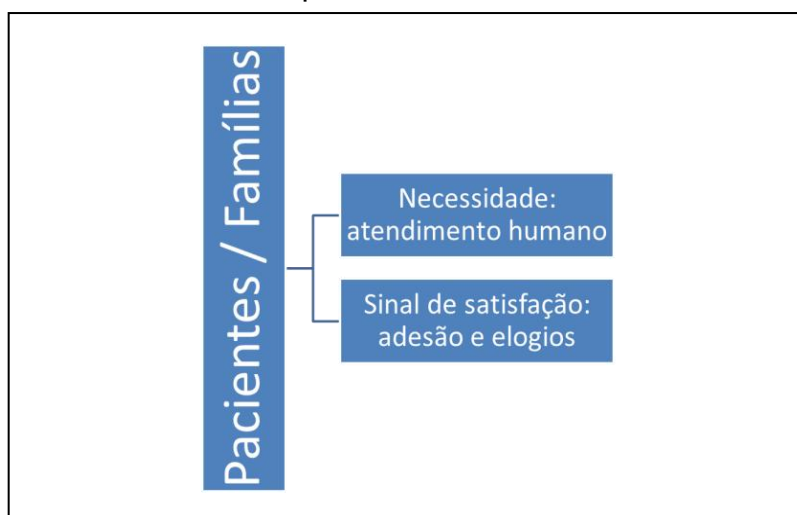 Pacientes / Famílias
Necessidade:
atendimento humano
Sinal de satisfação:
adesão e elogios